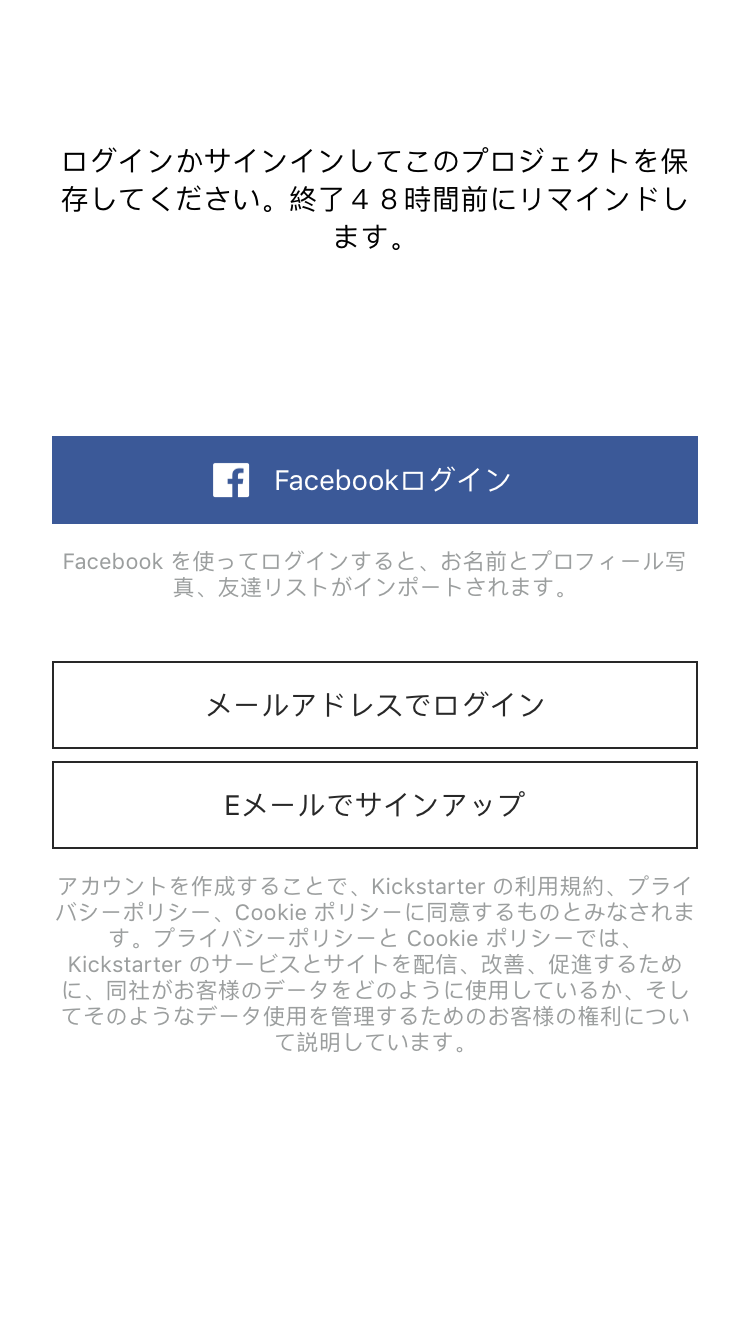 ログインかサインインしてこのプロジェクトを保
存してください。終了４８時間前にリマインドし
ます。
Facebookログイン
Facebook を使ってログインすると、お名前とプロフィール写
真、友達リストがインポートされます。
メールアドレスでログイン
Eメールでサインアップ
アカウントを作成することで、Kickstarter の利用規約、プライ
バシーポリシー、Cookie ポリシーに同意するものとみなされま
す。プライバシーポリシーと Cookie ポリシーでは、
Kickstarter のサービスとサイトを配信、改善、促進するため
に、同社がお客様のデータをどのように使用しているか、そし
てそのようなデータ使用を管理するためのお客様の権利につい
て説明しています。